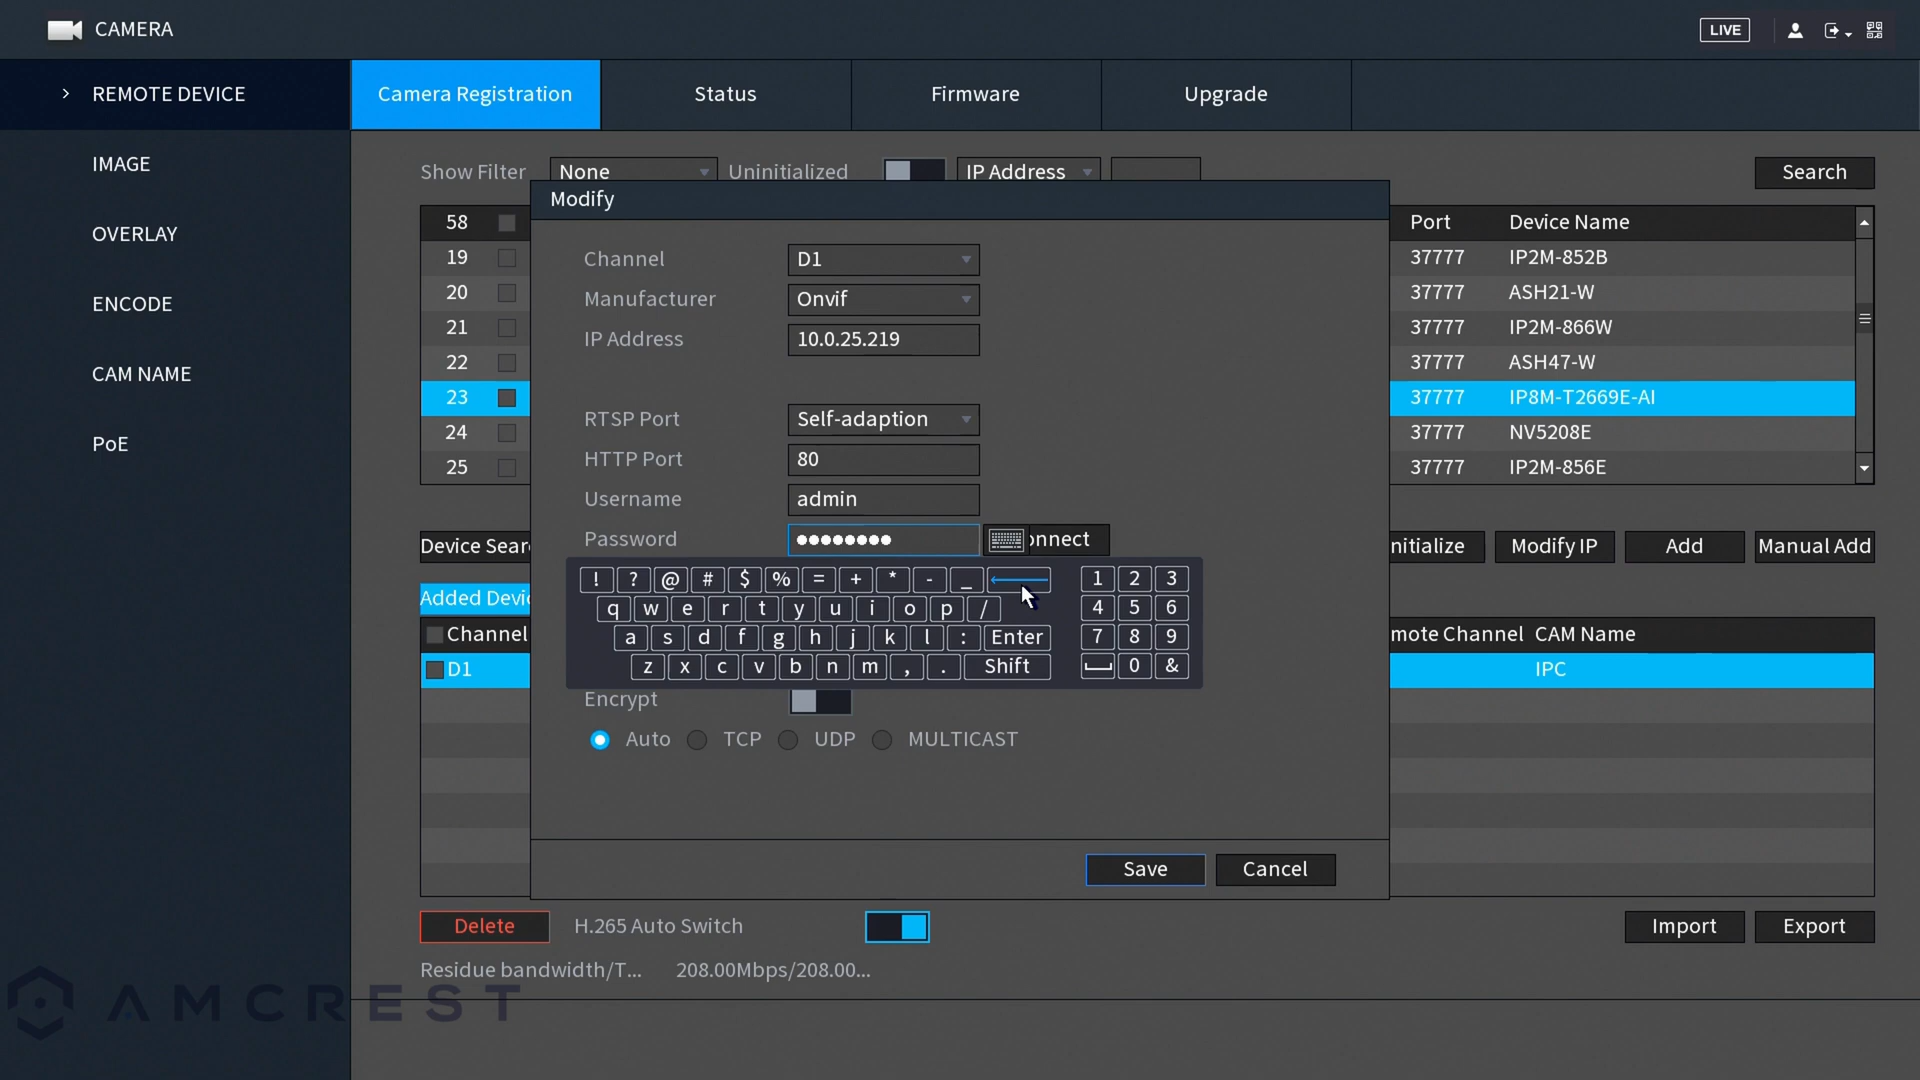 CAMERA
LIVE
REMOTE DEVICE
Camera Registration Status Firmware Upgrade
IMAGE
OVERLAY
ENCODE
CAM NAME
PoE
Show Filter None Uninitialized IP Address Search
Modify
58 Port Device Name
19 37777 IP2M-852B
20 37777 ASH21-W
21 37777 IP2M-866W
22 37777 ASH47-W
23 37777 IP8M-T2669E-AI
24 37777 NV5208E
25 37777 IP2M-856E
Channel D1
Manufacturer Onvif
IP Address 10.0.25.219
RTSP Port Self-adaption
HTTP Port 80
Username admin
Password ●●●●●●●● onnect
Device Sear nitialize Modify IP Add Manual Add
! ? @ # $ % = + * - _ 1 2 3
q w e r t y u i o p / 4 5 6
a s d f g h j k l : Enter 7 8 9
z x c v b n m , . Shift 0 &
Added Devi
Channel mote Channel CAM Name
D1 IPC
Encrypt
Auto TCP UDP MULTICAST
Save Cancel
Delete H.265 Auto Switch Import Export
Residue bandwidth/T... 208.00Mbps/208.00...
AMCREST